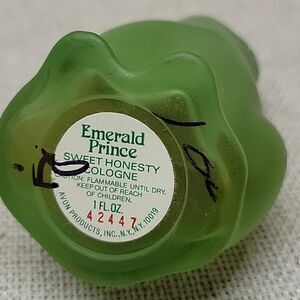 Emerald
Prince
SWEET HONESTY
COLOGNE
CAUTION: FLAMMABLE UNTIL DRY.
KEEP OUT OF REACH
OF CHILDREN.
1 FL. OZ.
42447
AVON PRODUCTS, INC., N.Y., N.Y. 10019